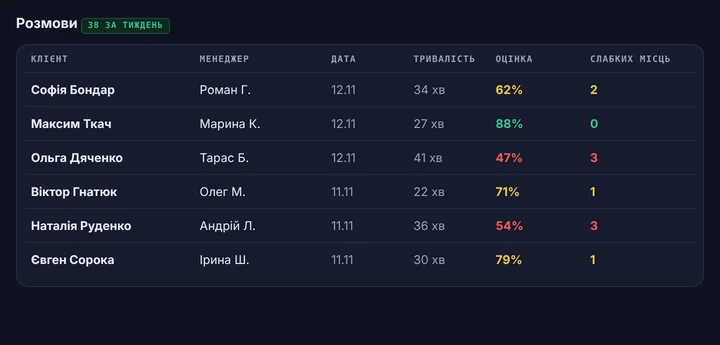 Розмови 38 ЗА ТИЖДЕНЬ
КЛІЄНТ МЕНЕДЖЕР ДАТА ТРИВАЛІСТЬ ОЦІНКА СЛАБКИХ МІСЦЬ
Софія Бондар Роман Г. 12.11 34 хв 62% 2
Максим Ткач Марина К. 12.11 27 хв 88% 0
Ольга Дяченко Тарас Б. 12.11 41 хв 47% 3
Віктор Гнатюк Олег М. 11.11 22 хв 71% 1
Наталія Руденко Андрій Л. 11.11 36 хв 54% 3
Євген Сорока Ірина Ш. 11.11 30 хв 79% 1